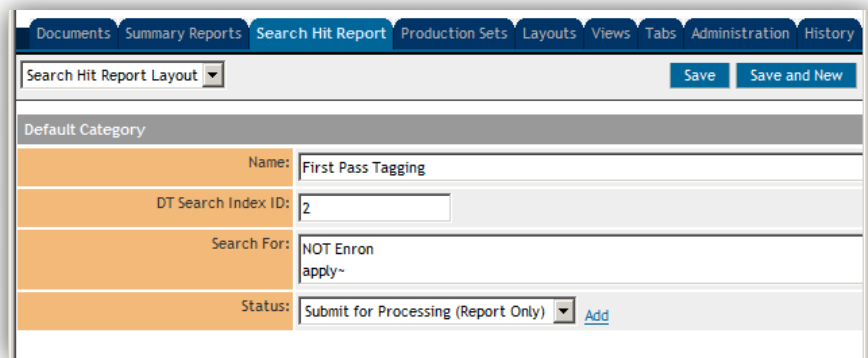 Documents Summary Reports Search Hit Report Production Sets Layouts Views Tabs Administration History
Search Hit Report Layout Save Save and New
Default Category
Name: First Pass Tagging
DT Search Index ID: 2
Search For: NOT Enron
apply~
Status: Submit for Processing (Report Only) Add